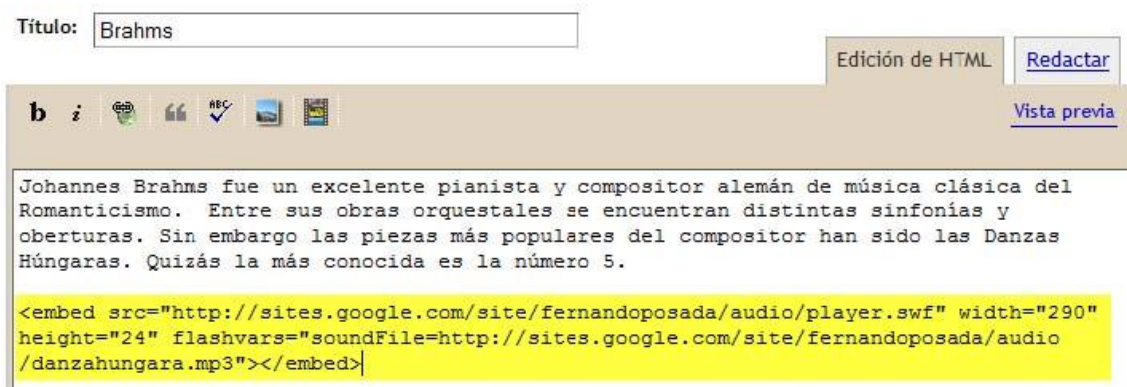 Título: Brahms
Edición de HTML Redactar
b i ABC Vista previa
Johannes Brahms fue un excelente pianista y compositor alemán de música clásica del
Romanticismo.  Entre sus obras orquestales se encuentran distintas sinfonías y
oberturas. Sin embargo las piezas más populares del compositor han sido las Danzas
Húngaras. Quizás la más conocida es la número 5.
<embed src="http://sites.google.com/site/fernandoposada/audio/player.swf" width="290"
height="24" flashvars="soundFile=http://sites.google.com/site/fernandoposada/audio
/danzahungara.mp3"></embed>